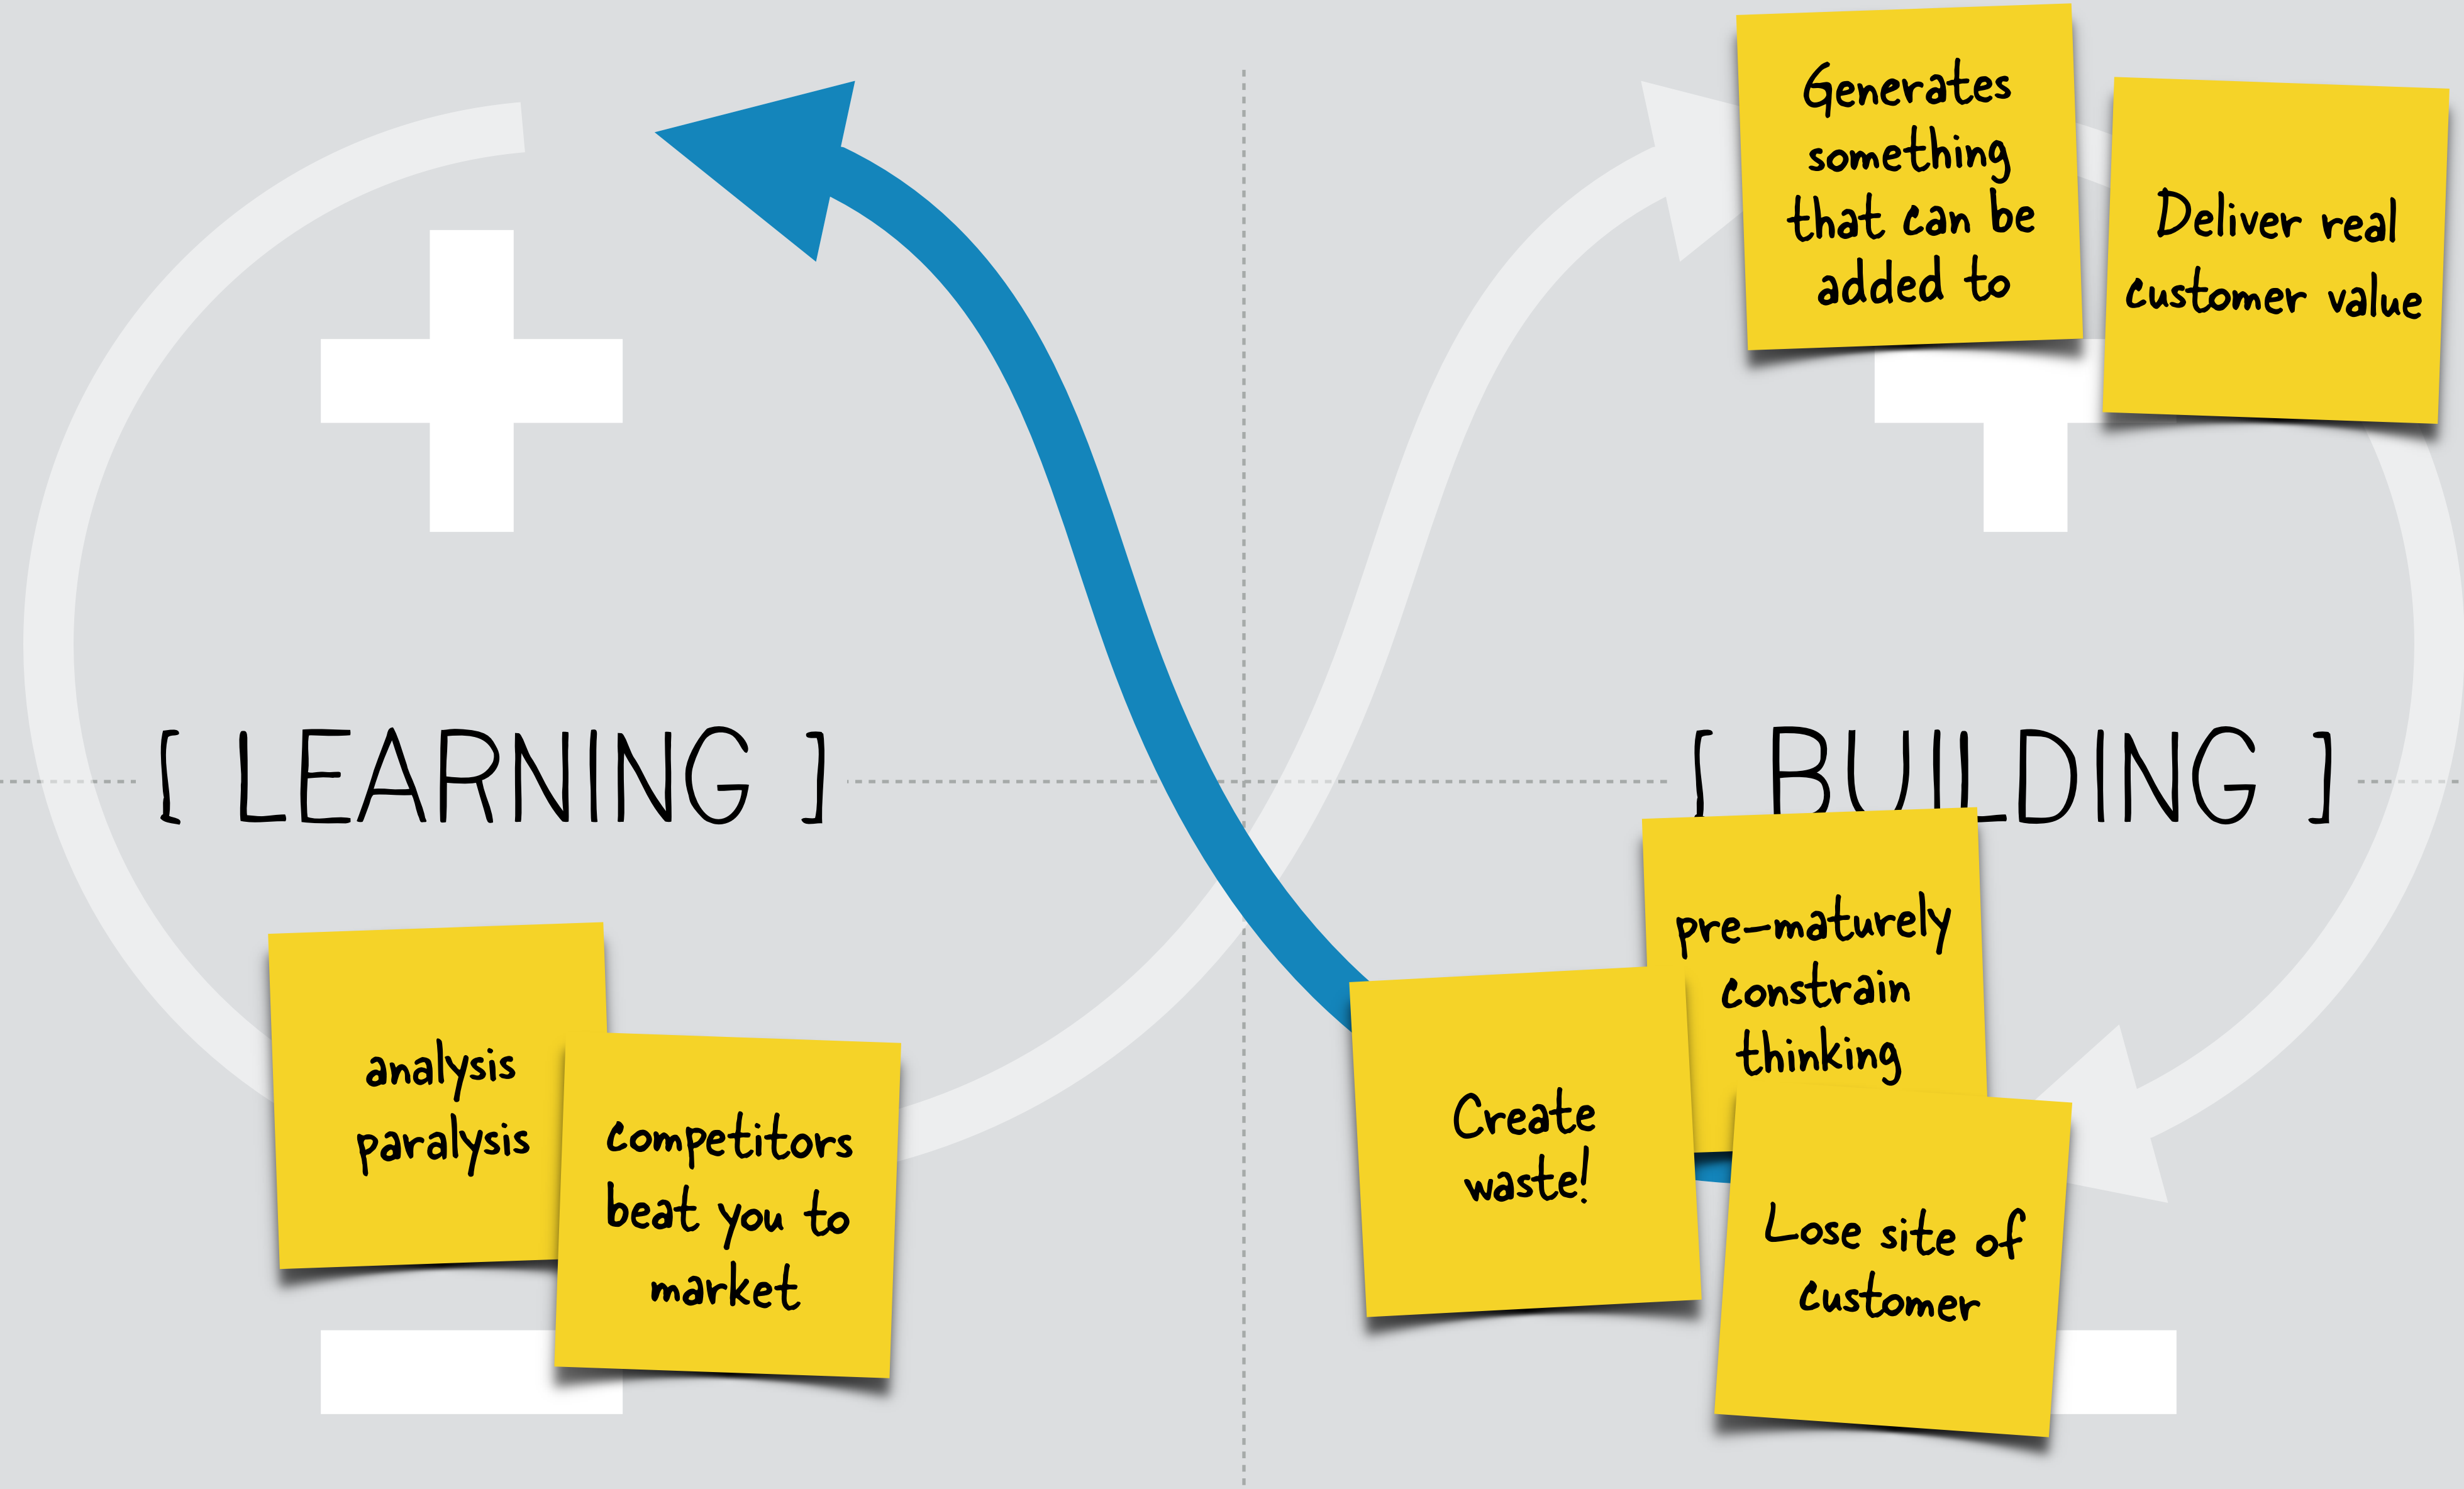 Generates
something
that can be
added to
Deliver real
customer value
[ LEARNING ]
[ BUILDING ]
analysis
paralysis
competitors
beat you to
market
pre-maturely
constrain
thinking
Create
waste!
Lose site of
customer